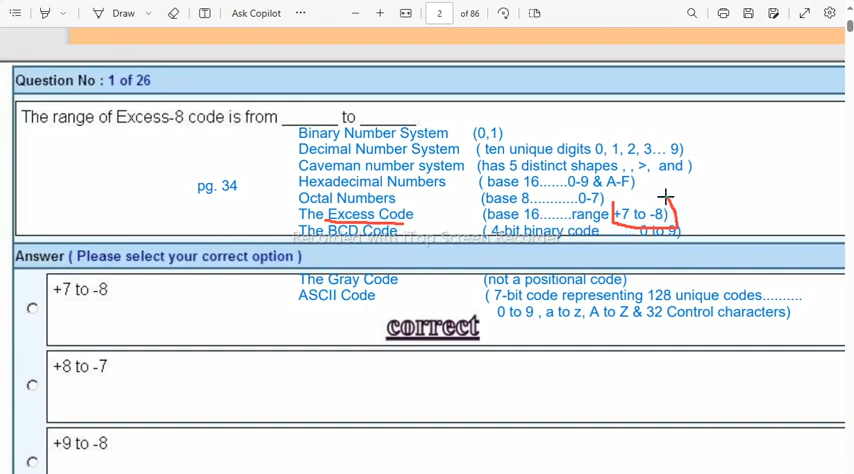 Draw
Ask Copilot
2
of 86
Question No : 1 of 26
The range of Excess-8 code is from ______ to _______
Binary Number System (0,1)
Decimal Number System ( ten unique digits 0, 1, 2, 3… 9)
pg. 34
Caveman number system (has 5 distinct shapes , , >, and )
Hexadecimal Numbers ( base 16.......0-9 & A-F)
Octal Numbers (base 8............0-7)
The Excess Code (base 16........range +7 to -8)
The BCD Code ( 4-bit binary code..........0 to 9)
Recorded with iTop Screen Recorder
Answer ( Please select your correct option )
The Gray Code (not a positional code)
+7 to -8
ASCII Code ( 7-bit code representing 128 unique codes..........
0 to 9 , a to z, A to Z & 32 Control characters)
correct
+8 to -7
+9 to -8